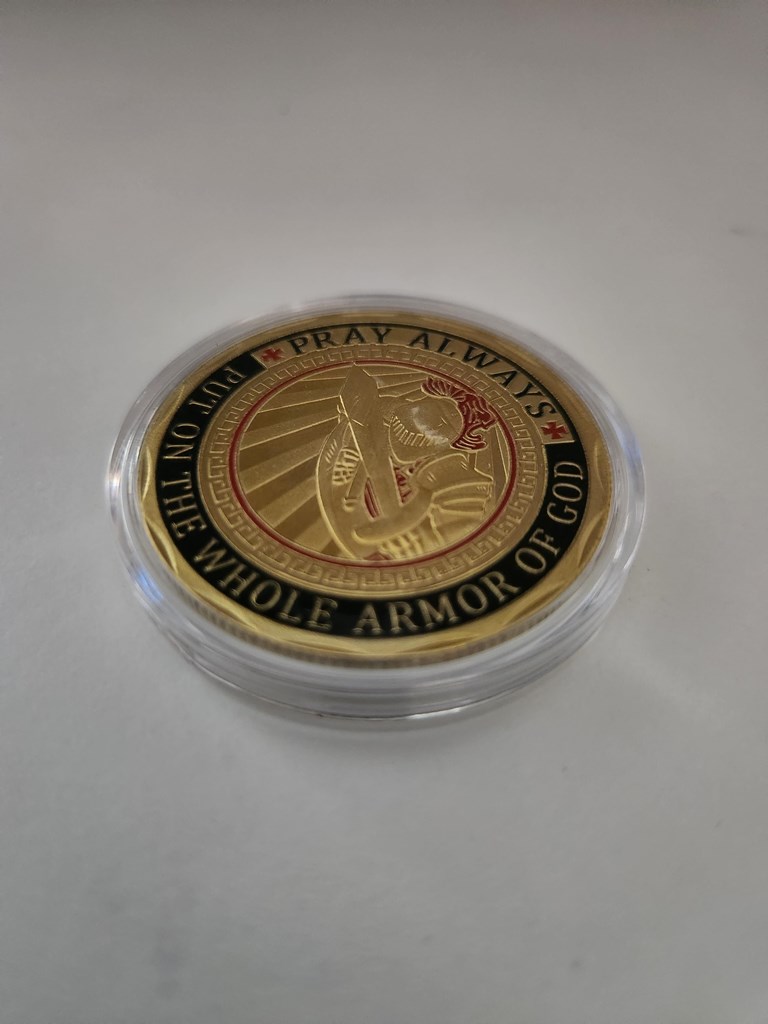 PRAY ALWAYS
PUT ON THE WHOLE ARMOR OF GOD